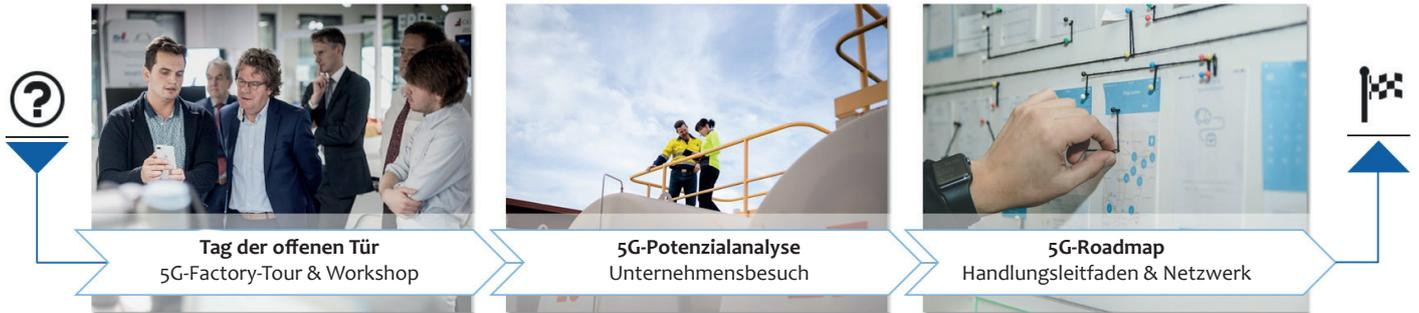 ?
Tag der offenen Tür
5G-Factory-Tour & Workshop
5G-Potenzialanalyse
Unternehmensbesuch
5G-Roadmap
Handlungsleitfaden & Netzwerk